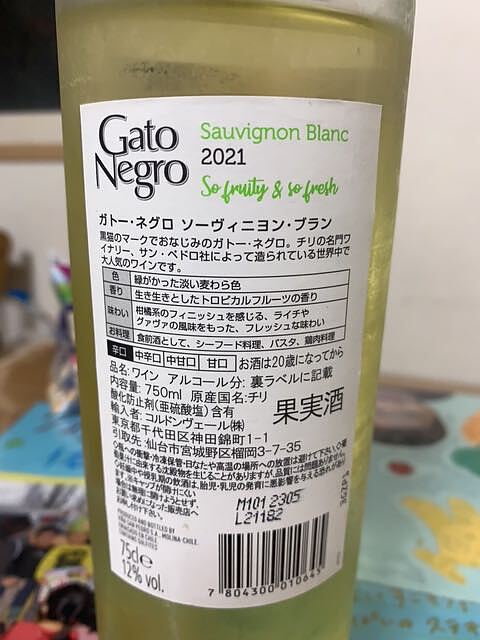 Gato
Negro
Sauvignon Blanc
2021
So fruity & so fresh
ガトー・ネグロ ソーヴィニヨン・ブラン
黒猫のマークでおなじみのガトー・ネグロ。チリの名門ワ
イナリー、サン・ペドロ社によって造られている世界中で
大人気のワインです。
色 緑がかった淡い麦わら色
香り 生き生きとしたトロピカルフルーツの香り
味わい 柑橘系のフィニッシュを感じる、ライチや
グァヴァの風味をもった、フレッシュな味わい
お料理 食前酒として、シーフード料理、パスタ、鶏肉料理
辛口 中辛口 中甘口 甘口 お酒は20歳になってから
品名:ワイン アルコール分:裏ラベルに記載
内容量:750ml 原産国名:チリ
酸化防止剤(亜硫酸塩)含有
果実酒
輸入者:コルドンヴェール(株)
東京都千代田区神田錦町1-1
引取先:仙台市宮城野区榴岡3-7-35
M101 2305
L21182
PRODUCED AND BOTTLED BY
MOLINA-CHILE.
75cl e
12% vol.
7 804300 010645